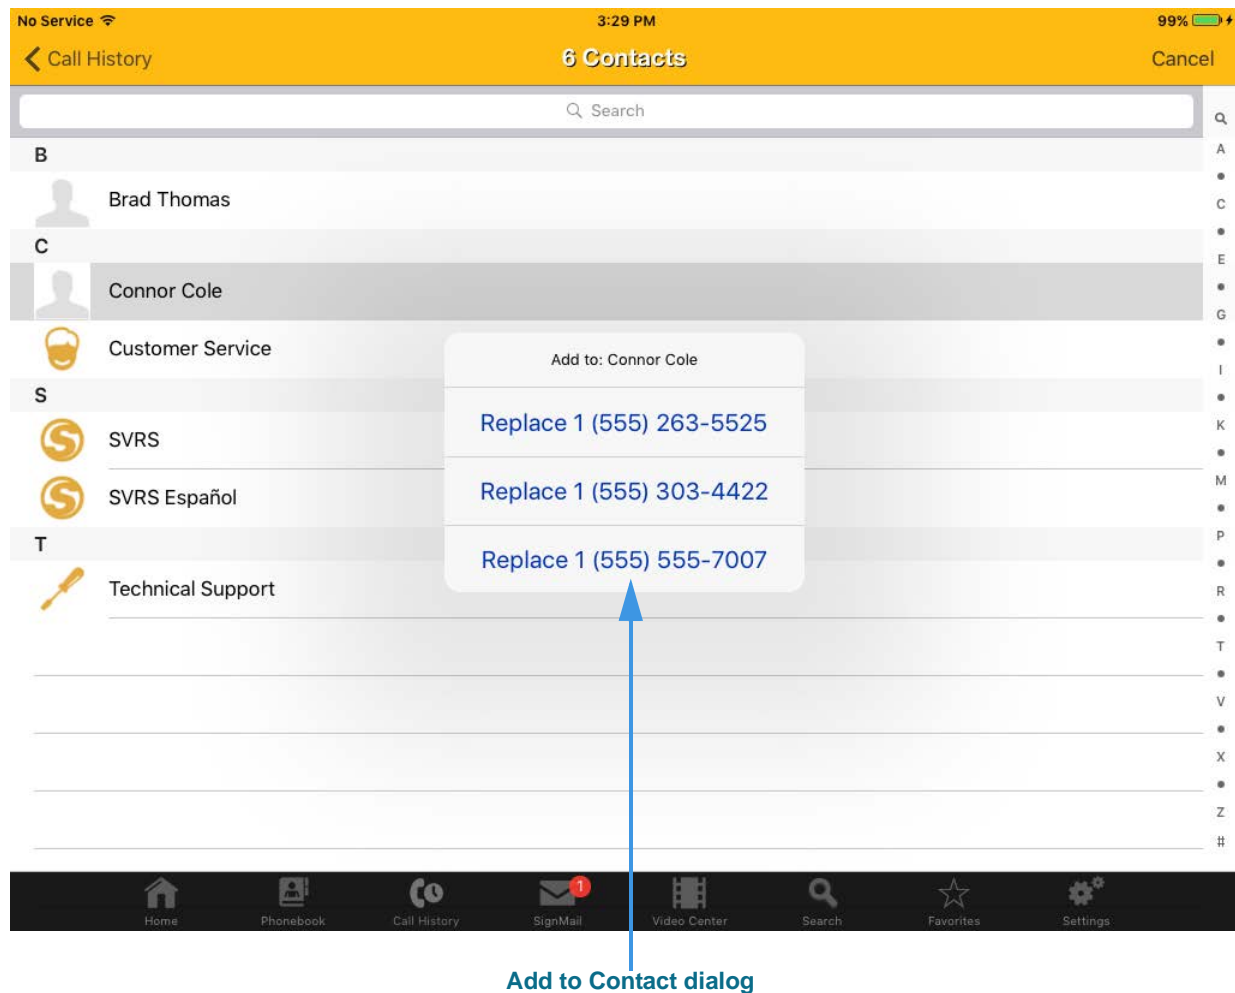 No Service 3:29 PM 99%
Call History 6 Contacts Cancel
Search
B
Brad Thomas
C
Connor Cole
Customer Service
S
SVRS
SVRS Español
T
Technical Support
Add to: Connor Cole
Replace 1 (555) 263-5525
Replace 1 (555) 303-4422
Replace 1 (555) 555-7007
A
C
E
G
I
K
M
P
R
T
V
X
Z
#
1
Home Phonebook Call History SignMail Video Center Search Favorites Settings
Add to Contact dialog